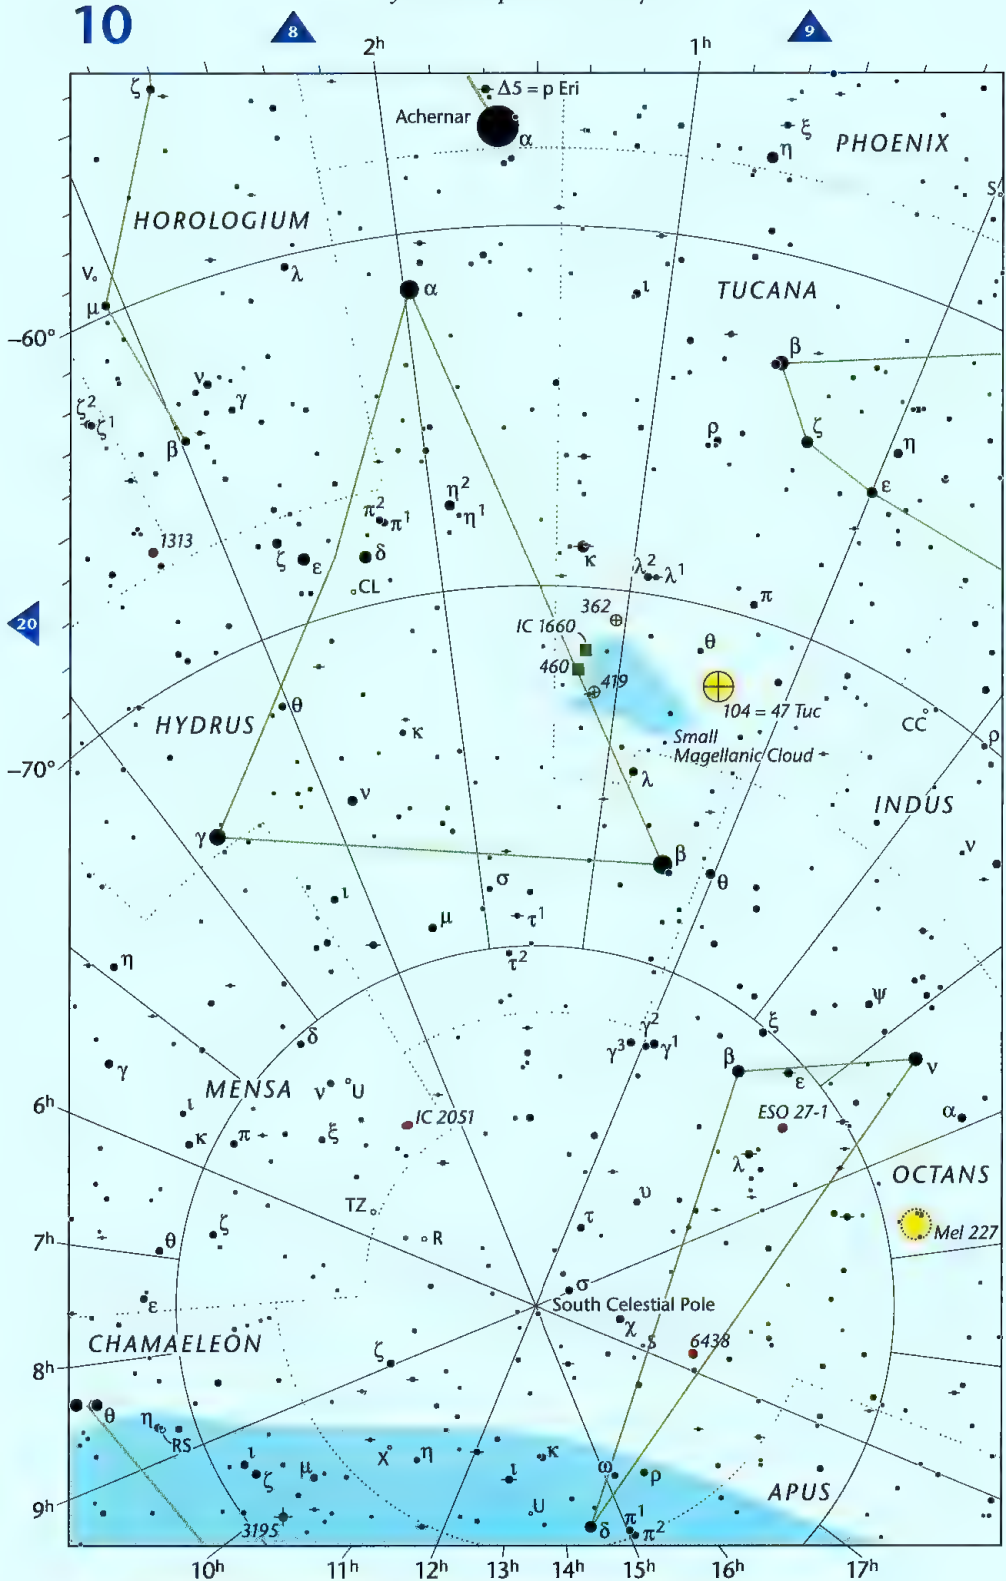 10
8
2h
1h
9
ζ
Δ5 = p Eri
Achernar
α
ξ
η
PHOENIX
S
HOROLOGIUM
λ
V
α
ι
TUCANA
μ
−60°
β
ν
γ
ζ2
ζ1
β
ρ
ζ
η
ε
η2
η1
π2
π1
1313
ζ
ε
δ
κ
CL
λ2
λ1
π
20
362
IC 1660
θ
460
419
104 = 47 Tuc
θ
HYDRUS
κ
CC
ρ
Small
Magellanic Cloud
−70°
λ
ν
INDUS
γ
β
ν
θ
σ
ι
μ
τ1
η
τ2
ψ
ξ
δ
γ3
γ2
γ1
β
ε
ν
γ
MENSA
ν
U
6h
ι
IC 2051
ESO 27-1
α
κ
π
ξ
λ
OCTANS
υ
TZ
ζ
τ
7h
θ
R
Mel 227
ε
σ
South Celestial Pole
χ
S
6438
CHAMAELEON
ζ
8h
θ
η
RS
X
η
κ
ι
ζ
μ
ι
ω
ρ
APUS
9h
U
3195
δ
π1
π2
10h
11h
12h
13h
14h
15h
16h
17h